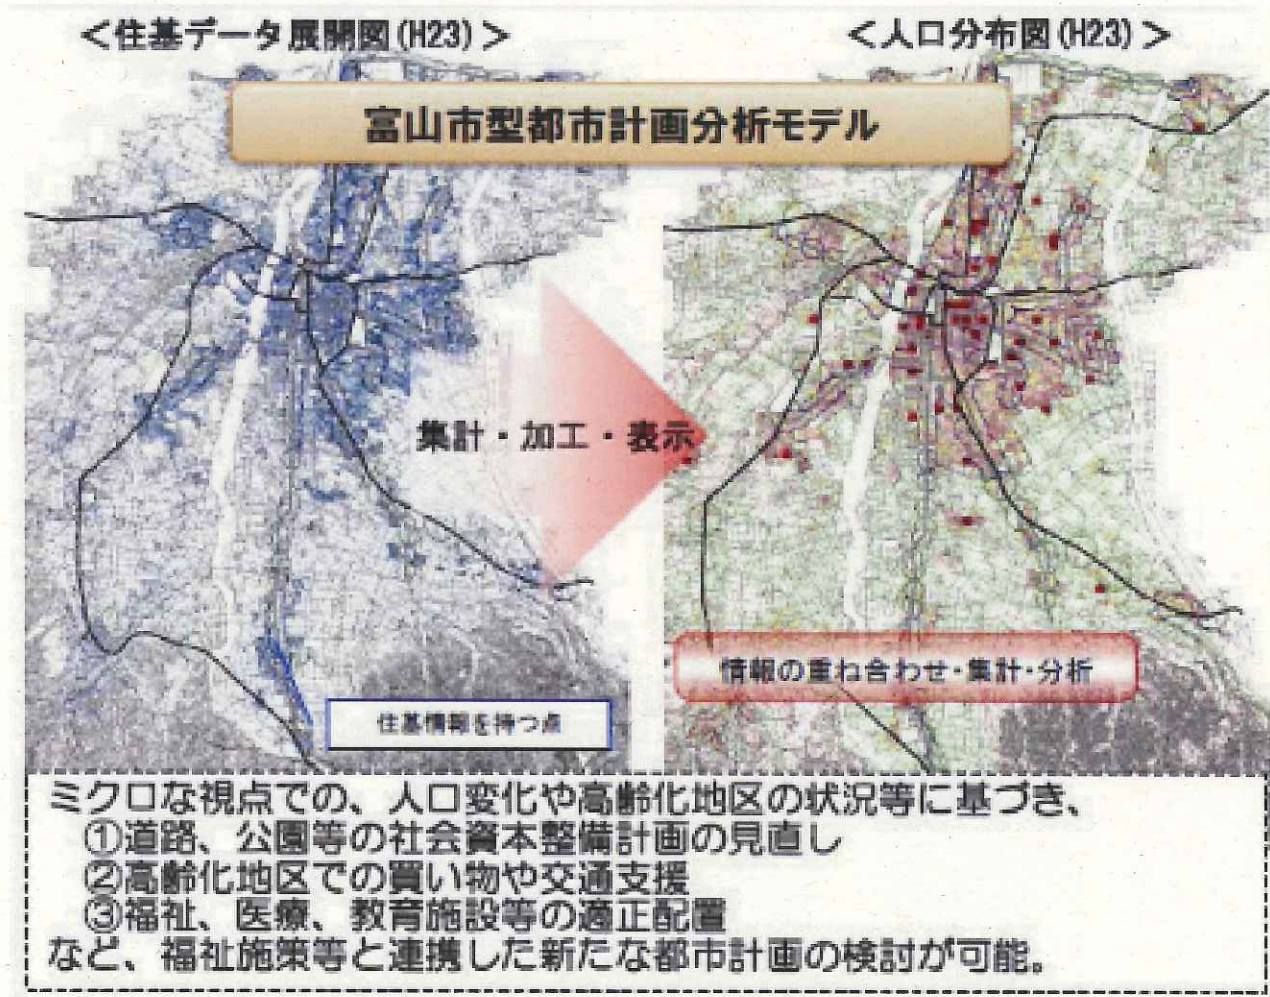 ＜住基データ展開図(H23)＞
＜人口分布図(H23)＞
富山市型都市計画分析モデル
集計・加工・表示
情報の重ね合わせ・集計・分析
住基情報を持つ点
ミクロな視点での、人口変化や高齢化地区の状況等に基づき、
①道路、公園等の社会資本整備計画の見直し
②高齢化地区での買い物や交通支援
③福祉、医療、教育施設等の適正配置
など、福祉施策等と連携した新たな都市計画の検討が可能。